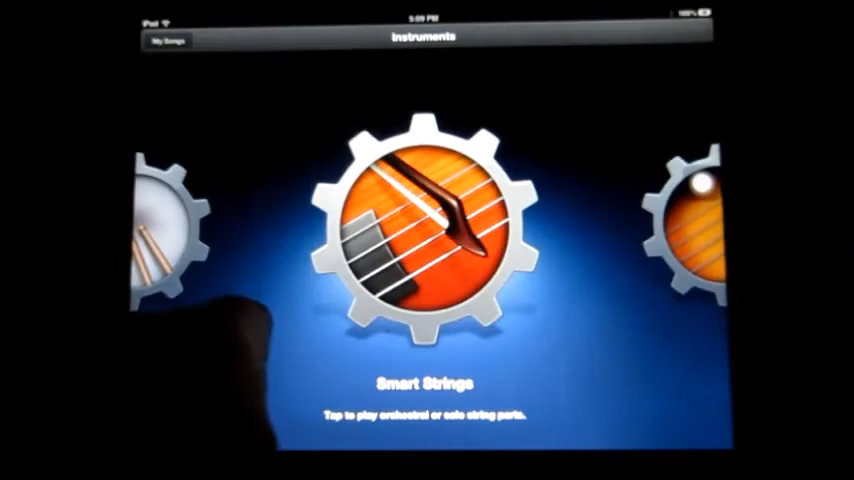 iPad
5:09 PM
100%
My Songs
Instruments
Smart Strings
Tap to play orchestral or solo string parts.